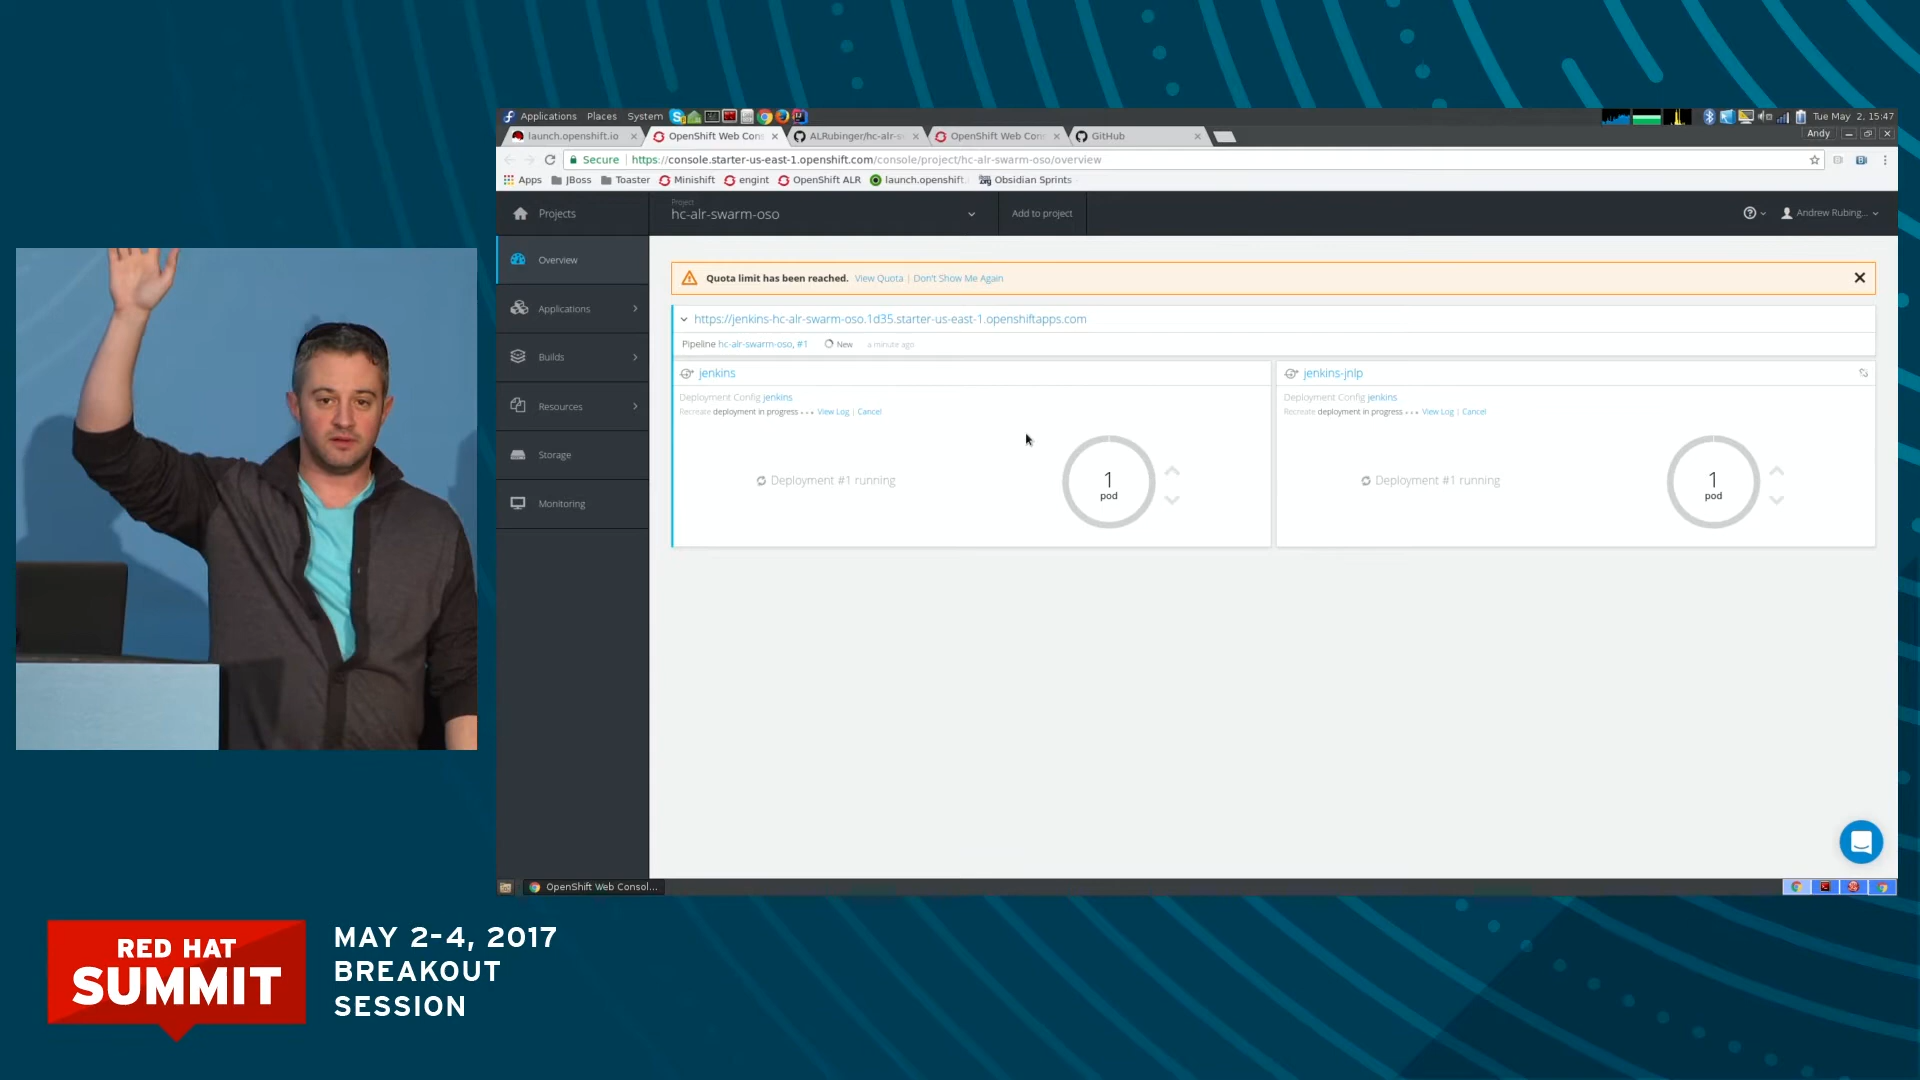 Applications Places System
Tue May 2, 15:47
launch.openshift.io
OpenShift Web Con
ALRubinger/hc-alr-s
OpenShift Web Con
GitHub
Andy
Secure https://console.starter-us-east-1.openshift.com/console/project/hc-alr-swarm-oso/overview
Apps JBoss Toaster Minishift engint OpenShift ALR launch.openshift. Obsidian Sprints
Projects
Project
hc-alr-swarm-oso
Add to project
Andrew Rubing...
Overview
Applications
Builds
Resources
Storage
Monitoring
Quota limit has been reached. View Quota | Don't Show Me Again
https://jenkins-hc-alr-swarm-oso.1d35.starter-us-east-1.openshiftapps.com
Pipeline hc-alr-swarm-oso, #1 New a minute ago
jenkins
Deployment Config jenkins
Recreate deployment in progress ••• View Log | Cancel
Deployment #1 running
1
pod
jenkins-jnlp
Deployment Config jenkins
Recreate deployment in progress ••• View Log | Cancel
Deployment #1 running
1
pod
OpenShift Web Consol...
RED HAT
SUMMIT
MAY 2-4, 2017
BREAKOUT
SESSION